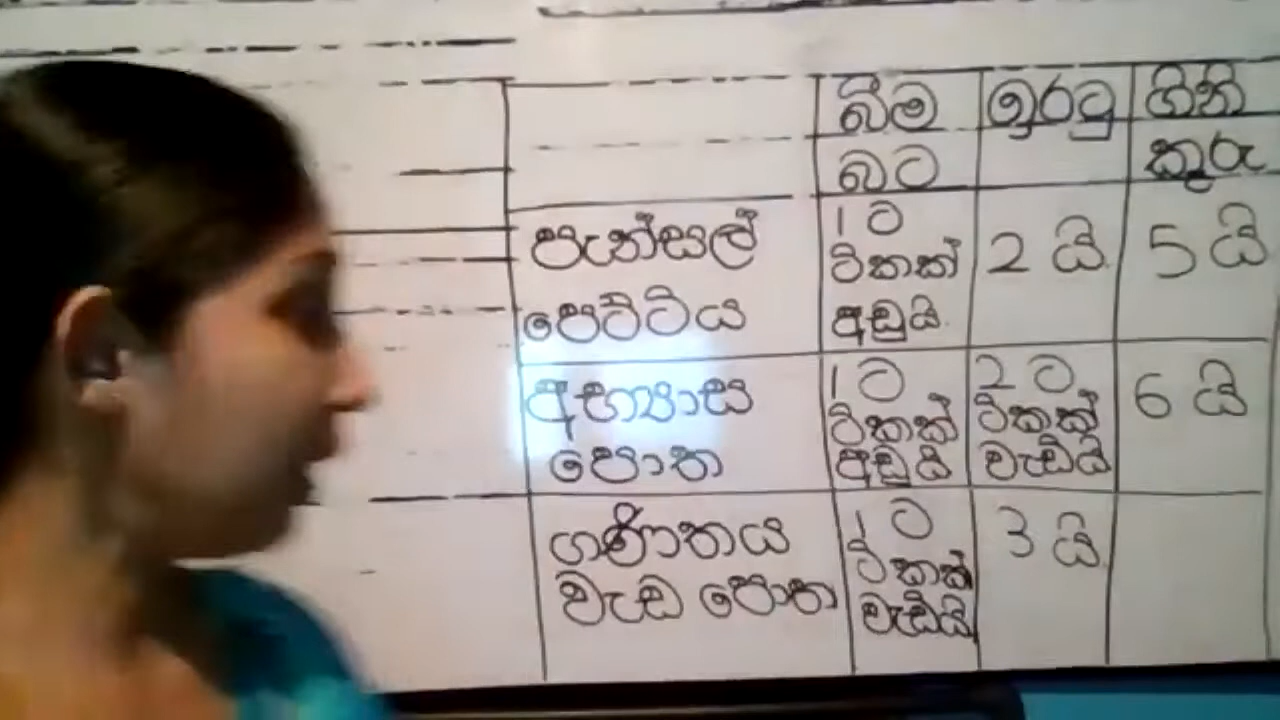 බීම ඉරටු ගිනි
බට කූරු
පැන්සල් 1 ට 2 යි 5 යි
ටිකක්
පෙට්ටිය අඩුයි
අභ්‍යාස 1 ට 2 ට 6 යි
ටිකක් ටිකක්
පොත අඩුයි වැඩියි
ගණිතය 1 ට 3 යි
ටිකක්
වැඩ පොත වැඩියි